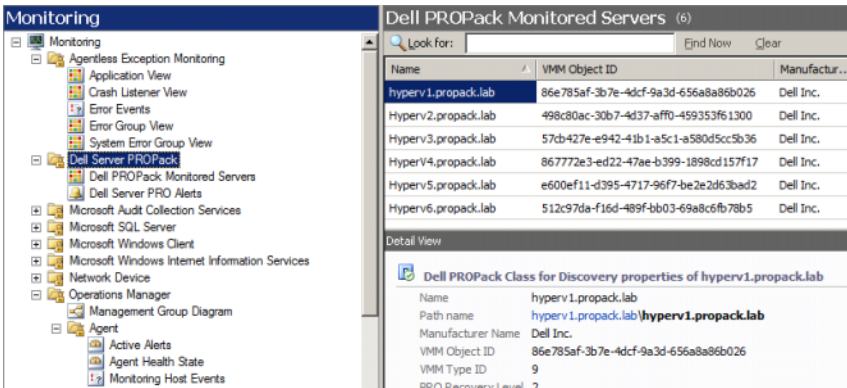 Monitoring
Monitoring
Agentless Exception Monitoring
Application View
Crash Listener View
Error Events
Error Group View
System Error Group View
Dell Server PROPack
Dell PROPack Monitored Servers
Dell Server PRO Alerts
Microsoft Audit Collection Services
Microsoft SQL Server
Microsoft Windows Client
Microsoft Windows Internet Information Services
Network Device
Operations Manager
Management Group Diagram
Agent
Active Alerts
Agent Health State
Monitoring Host Events
Dell PROPack Monitored Servers (6)
Look for: Find Now Clear
Name VMM Object ID Manufactur...
hyperv1.propack.lab 86e785af-3b7e-4dcf-9a3d-656a8a86b026 Dell Inc.
Hyperv2.propack.lab 498c80ac-30b7-4d37-aff0-459353f61300 Dell Inc.
Hyperv3.propack.lab 57cb427e-e942-41b1-a5c1-a580d5cc5b36 Dell Inc.
HyperV4.propack.lab 867772e3-ed22-47ae-b399-1898cd157f17 Dell Inc.
Hyperv5.propack.lab e600ef11-d395-4717-96f7-be2e2d63bad2 Dell Inc.
Hyperv6.propack.lab 512c97da-f16d-489f-bb03-69a8c6fb78b5 Dell Inc.
Detail View
Dell PROPack Class for Discovery properties of hyperv1.propack.lab
Name hyperv1.propack.lab
Path name hyperv1.propack.lab\hyperv1.propack.lab
Manufacturer Name Dell Inc.
VMM Object ID 86e785af-3b7e-4dcf-9a3d-656a8a86b026
VMM Type ID 9
PRO Recovery Level 2